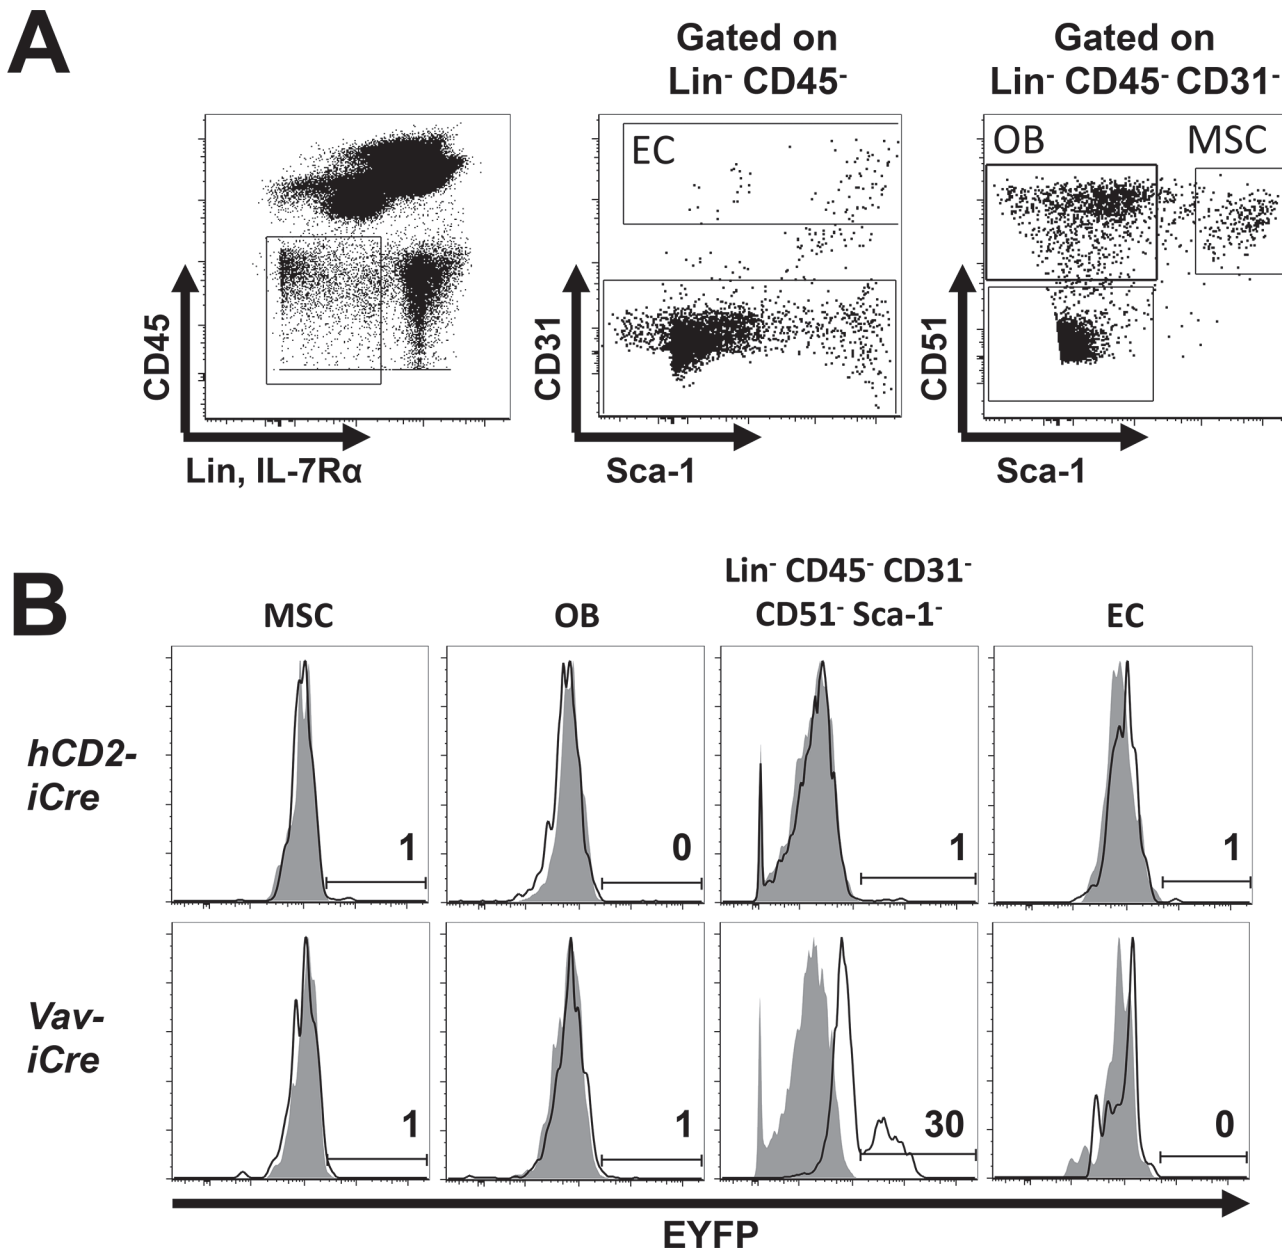 A
Gated on
Lin- CD45-
Gated on
Lin- CD45- CD31-
EC
OB
MSC
CD45
CD31
CD51
Lin, IL-7Rα
Sca-1
Sca-1
B
MSC
OB
Lin- CD45- CD31-
CD51- Sca-1-
EC
hCD2-
iCre
1
0
1
1
Vav-
iCre
1
1
30
0
EYFP